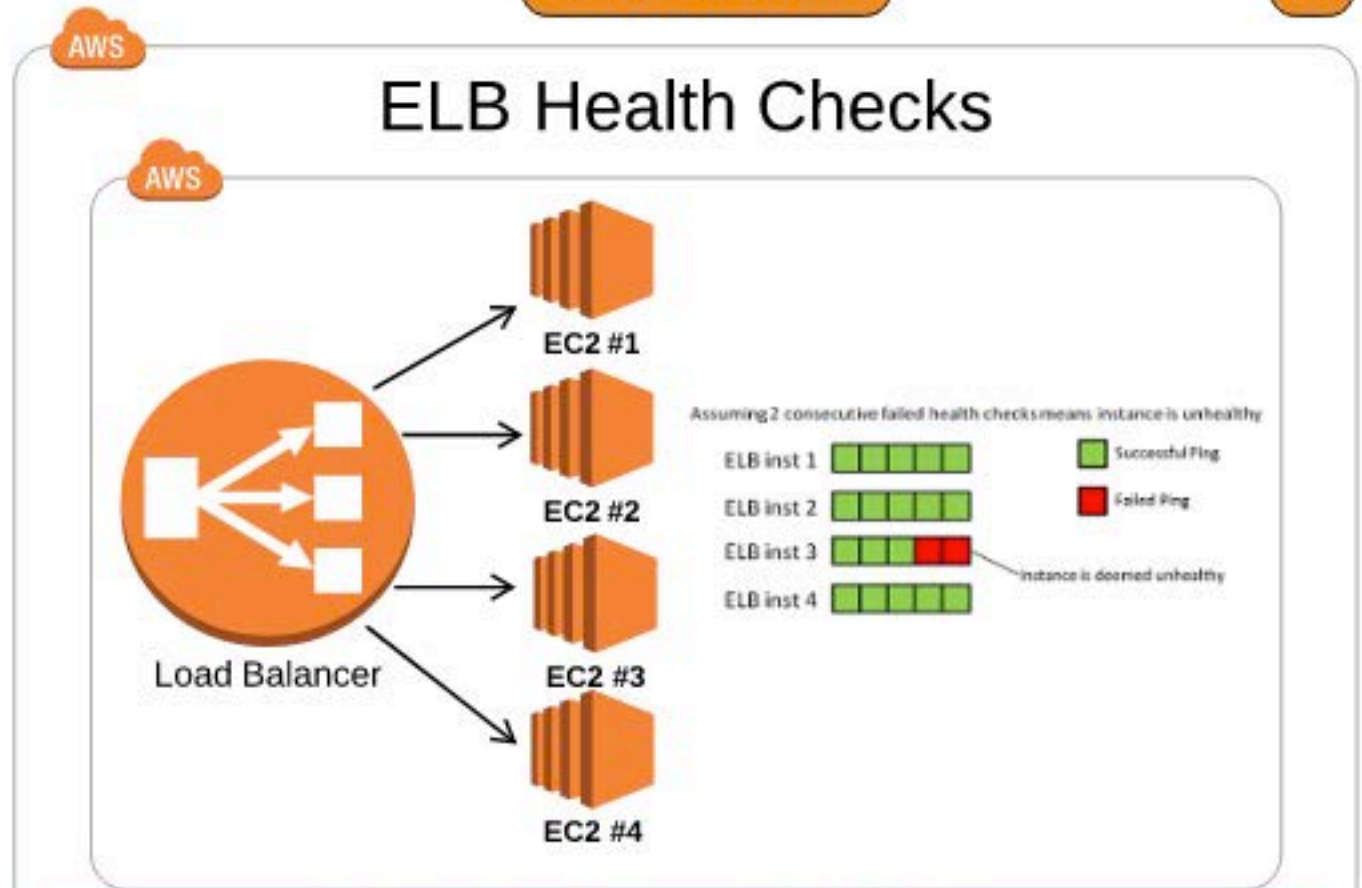 AWS
ELB Health Checks
AWS
EC2 #1
EC2 #2
EC2 #3
EC2 #4
Load Balancer
Assuming 2 consecutive failed health checks means instance is unhealthy
ELB inst 1
ELB inst 2
ELB inst 3
ELB inst 4
Successful Ping
Failed Ping
Instance is deemed unhealthy